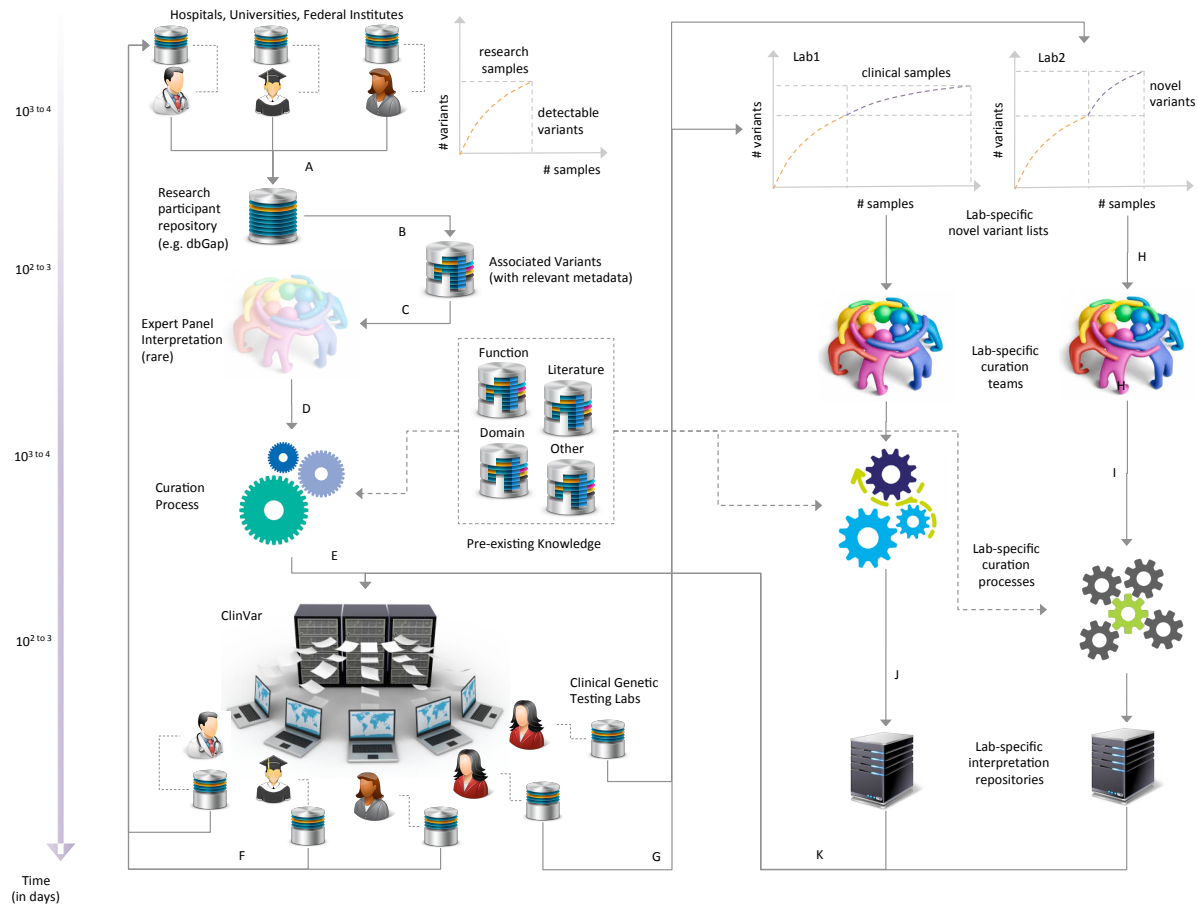 Hospitals, Universities, Federal Institutes
10 3 to 4
# variants
research
samples
detectable
variants
# samples
A
Research
participant
repository
(e.g. dbGap)
B
Associated Variants
(with relevant metadata)
10 2 to 3
C
Expert Panel
Interpretation
(rare)
D
Function
Literature
Domain
Other
Pre-existing Knowledge
10 3 to 4
Curation
Process
E
ClinVar
10 2 to 3
Clinical Genetic
Testing Labs
F
G
Time
(in days)
Lab1
clinical samples
# variants
# samples
Lab2
novel
variants
# variants
# samples
Lab-specific
novel variant lists
H
Lab-specific
curation
teams
H
I
Lab-specific
curation
processes
J
Lab-specific
interpretation
repositories
K